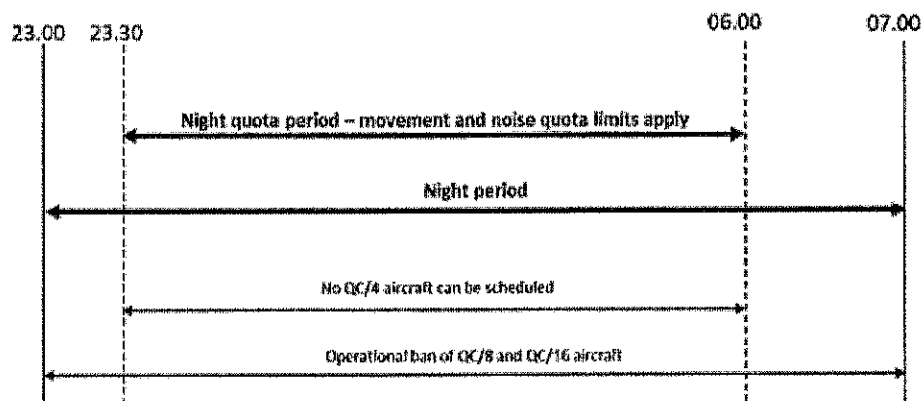 23.00 23.30 06.00 07.00
Night quota period – movement and noise quota limits apply
Night period
No QC/4 aircraft can be scheduled
Operational ban of QC/8 and QC/16 aircraft